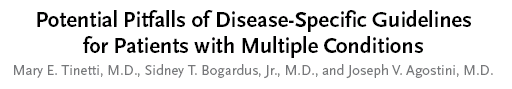 Potential Pitfalls of Disease-Specific Guidelines
for Patients with Multiple Conditions
Mary E. Tinetti, M.D., Sidney T. Bogardus, Jr., M.D., and Joseph V. Agostini, M.D.